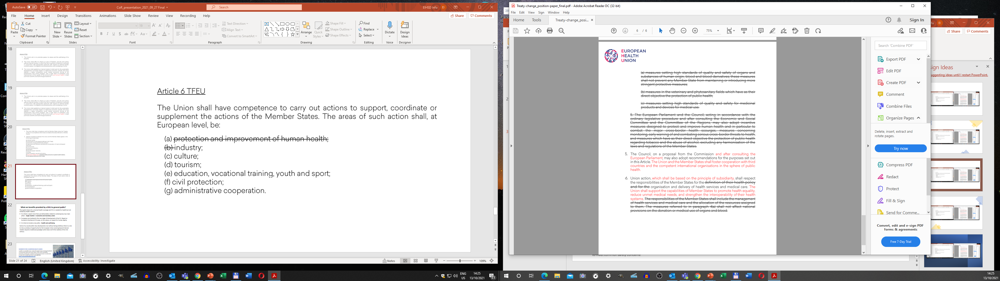 AutoSave Off
CoR_presentation_2021_09_27 Final
Search
EIHSD Info EI
File Home Insert Design Transitions Animations Slide Show Review View Recording Help
Share Comments
Paste
Cut
Copy
Format Painter
Clipboard
New Slide
Reuse Slides
Layout
Reset
Section
Slides
19
Font
Text Direction
Align Text
Convert to SmartArt
Paragraph
Arrange
Quick Styles
Shape Fill
Shape Outline
Shape Effects
Drawing
Find
Replace
Select
Editing
Dictate
Voice
Design Ideas
Designer
18
19
20
21
22
What are benefits provided by a EHU to general public?
23
Article 6 TFEU
The Union shall have competence to carry out actions to support, coordinate or
supplement the actions of the Member States. The areas of such action shall, at
European level, be:
(a) protection and improvement of human health;
(b) industry;
(c) culture;
(d) tourism;
(e) education, vocational training, youth and sport;
(f) civil protection;
(g) administrative cooperation.
Slide 21 of 24 English (United Kingdom) Accessibility: Investigate
Notes 109%
ENG
US
14:25
13/10/2021
23
Treaty-change_position-paper_final.pdf - Adobe Acrobat Reader DC (32-bit)
File Edit View Sign Window Help
Home Tools Treaty-change_posi... ×
Sign In
6 / 6 75%
EUROPEAN
HEALTH
UNION
(a) measures setting high standards of quality and safety of organs and
substances of human origin, blood and blood derivatives; these measures
shall not prevent any Member State from maintaining or introducing more
stringent protective measures;
(b) measures in the veterinary and phytosanitary fields which have as their
direct objective the protection of public health;
(c) measures setting high standards of quality and safety for medicinal
products and devices for medical use.
5. The European Parliament and the Council, acting in accordance with the
ordinary legislative procedure and after consulting the Economic and Social
Committee and the Committee of the Regions, may also adopt incentive
measures designed to protect and improve human health and in particular to
combat the major cross-border health scourges, measures concerning
monitoring, early warning of and combating serious cross-border threats to health,
and measures which have as their direct objective the protection of public health
regarding tobacco and the abuse of alcohol, excluding any harmonisation of the
laws and regulations of the Member States.
5. The Council, on a proposal from the Commission and after consulting the
European Parliament, may also adopt recommendations for the purposes set out
in this Article. The Union and the Member States shall foster cooperation with third
countries and the competent international organisations in the sphere of public
health.
6. Union action, which shall be based on the principle of subsidiarity, shall respect
the responsibilities of the Member States for the definition of their health policy
and for the organisation and delivery of health services and medical care. The
Union shall support the capabilities of Member States to promote health equality,
reduce unmet medical needs, and strengthen the interoperability of their health
systems. The responsibilities of the Member States shall include the management
of health services and medical care and the allocation of the resources assigned
to them. The measures referred to in paragraph 4(a) shall not affect national
provisions on the donation or medical use of organs and blood.
Search 'Combine PDF'
Export PDF
Edit PDF
Create PDF
Comment
Combine Files
Organize Pages
Delete, insert, extract and
rotate pages.
Try now
Compress PDF
Redact
Protect
Fill & Sign
Send for Comme...
Convert, edit and e-sign PDF
forms & agreements
Free 7-Day Trial
EI
Share Comments
sign Ideas
suggesting ideas until I restart PowerPoint.
1
2
3
to meet common safety concerns.
14:25
13/10/2021